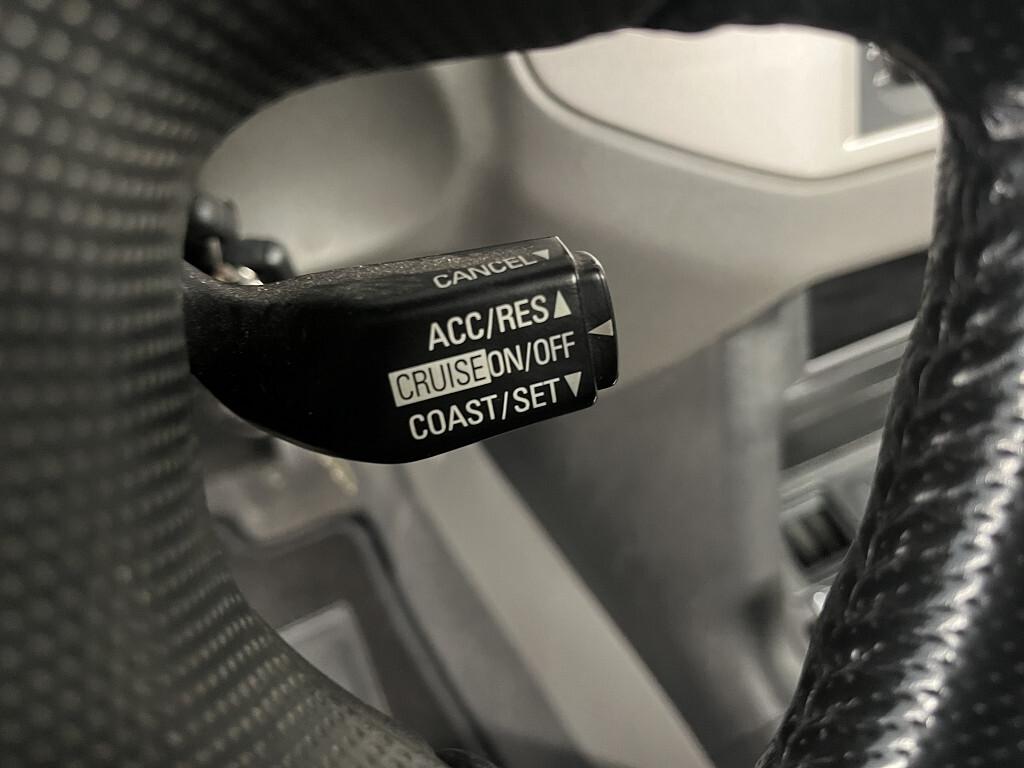 CANCEL▼
ACC/RES▲
CRUISE ON/OFF
COAST/SET▼